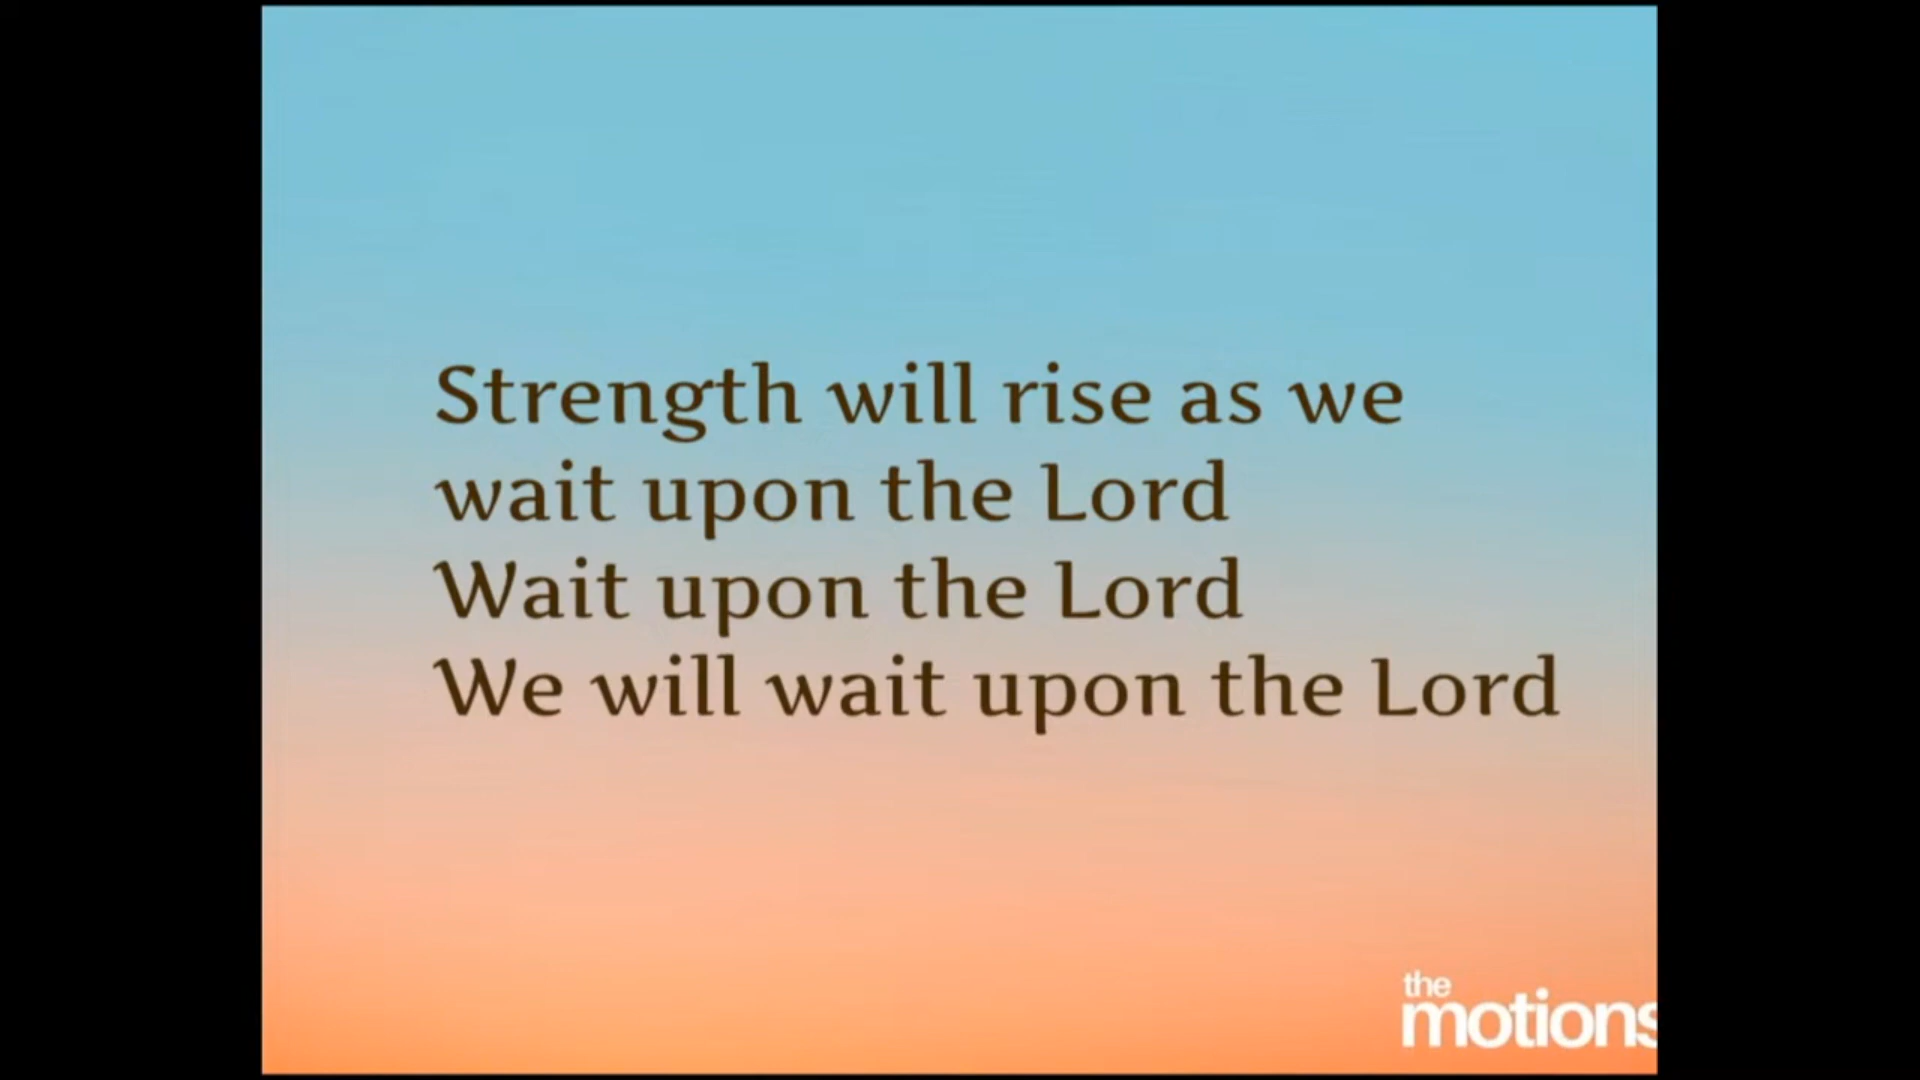 Strength will rise as we
wait upon the Lord
Wait upon the Lord
We will wait upon the Lord
the
motions